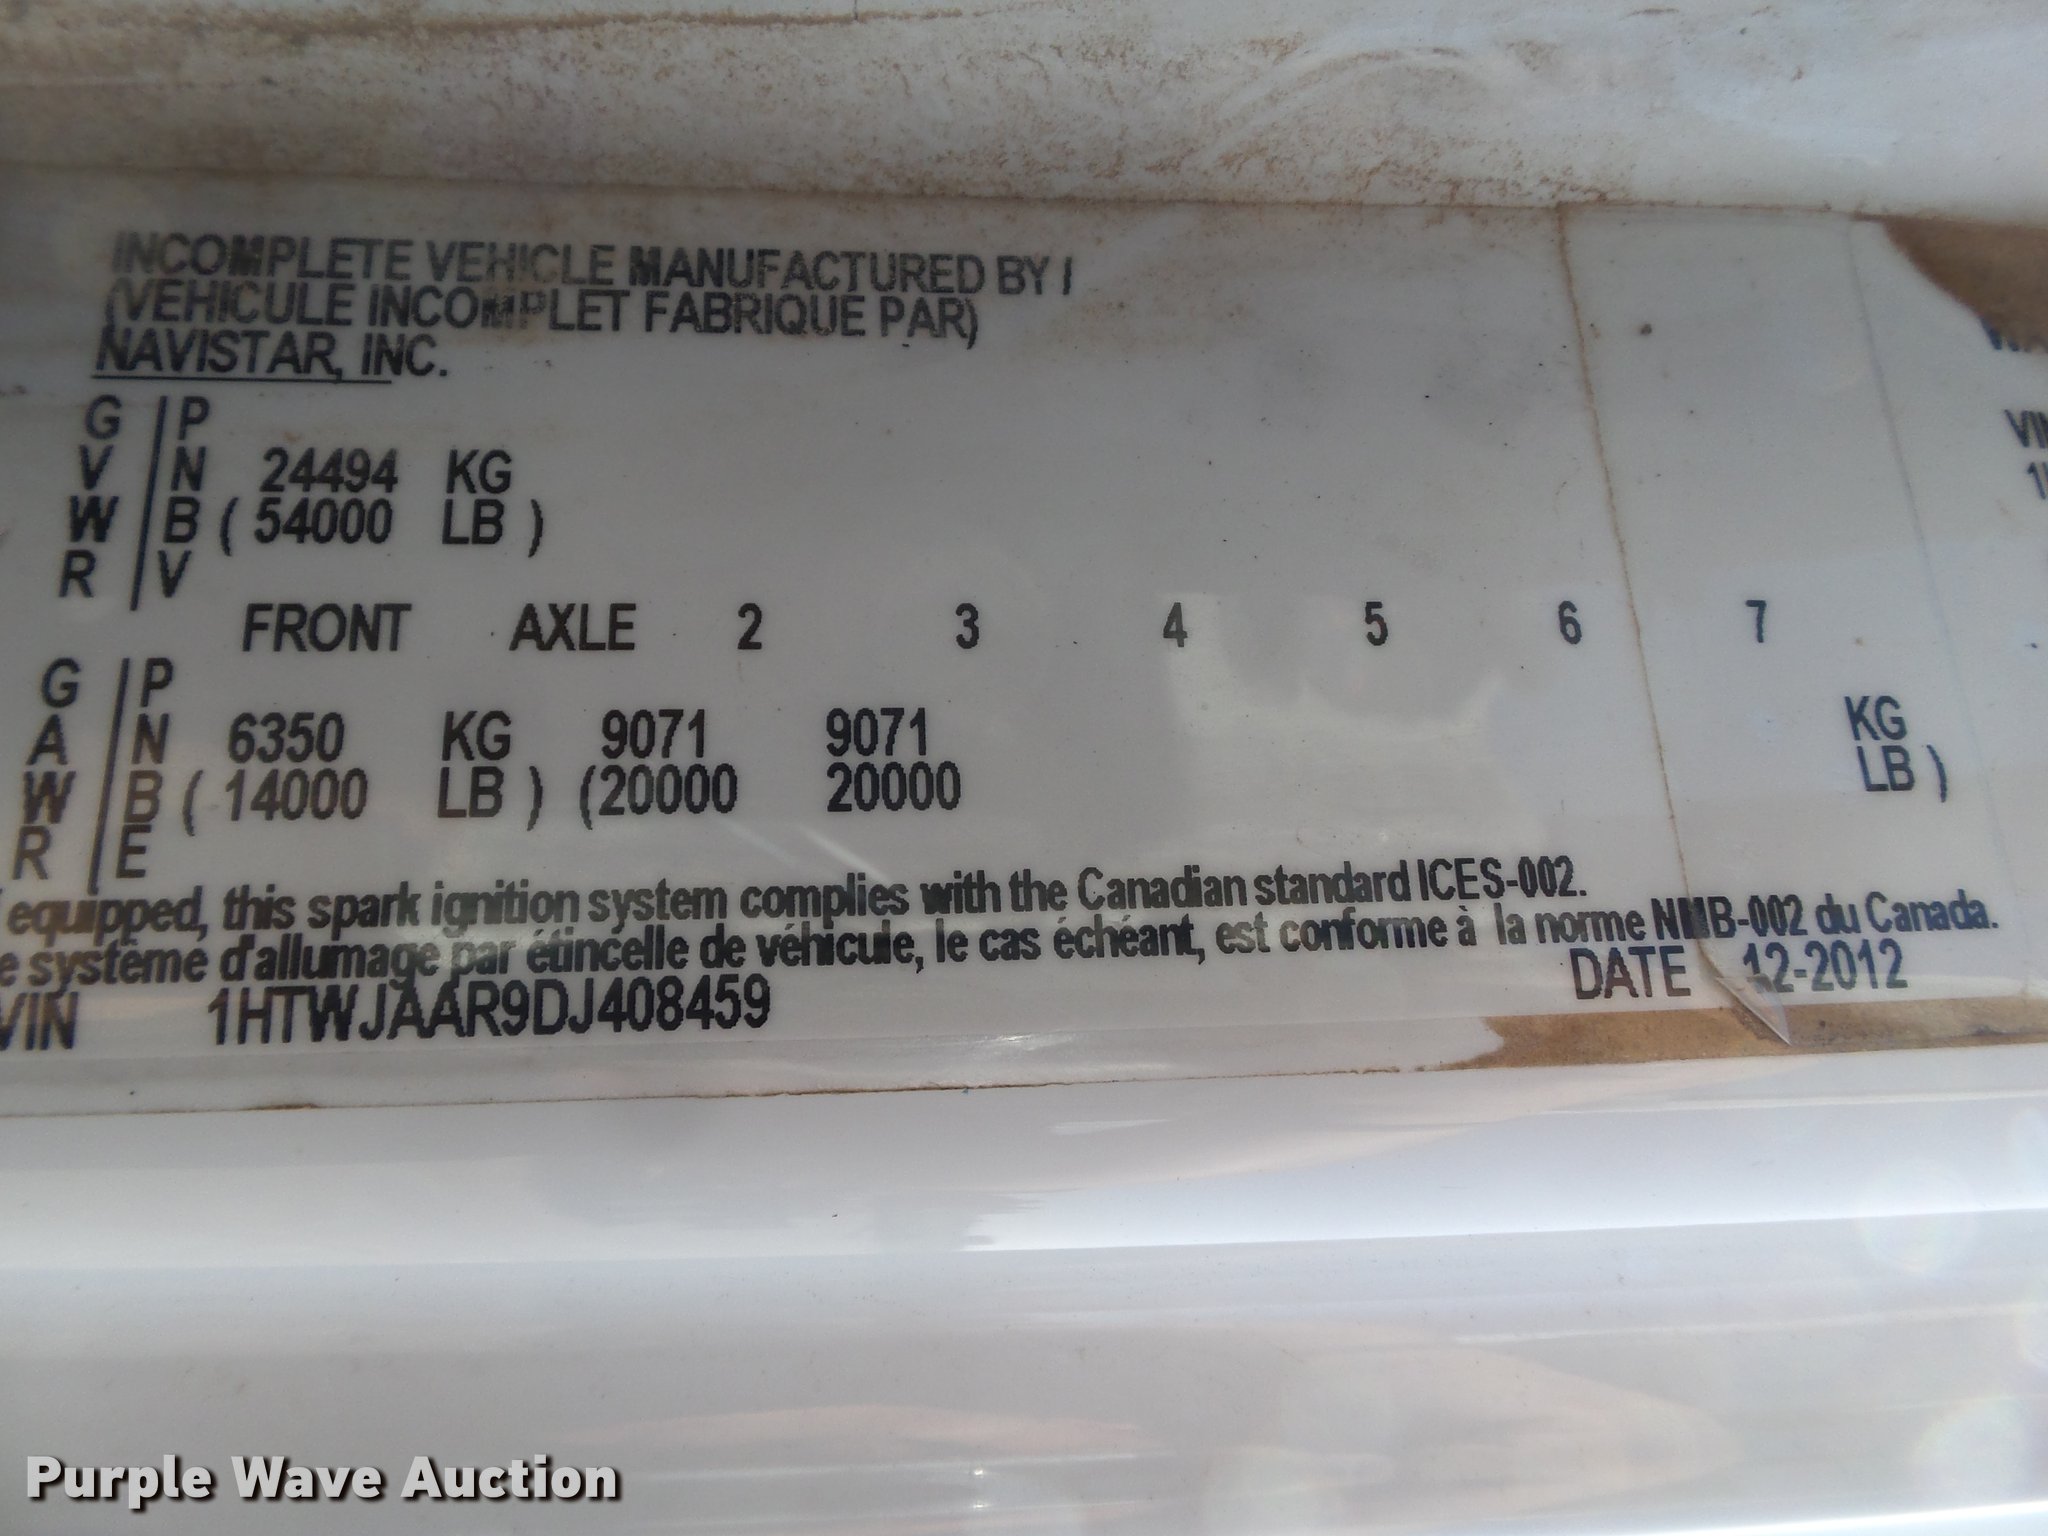 INCOMPLETE VEHICLE MANUFACTURED BY /
(VEHICULE INCOMPLET FABRIQUE PAR)
NAVISTAR, INC.
G / P
V / N 24494 KG
W / B ( 54000 LB )
R / V
FRONT AXLE 2 3 4 5 6 7
G / P
A / N 6350 KG 9071 9071 KG
W / B ( 14000 LB ) (20000 20000 LB )
R / E
equipped, this spark ignition system complies with the Canadian standard ICES-002.
e système d'allumage par étincelle de véhicule, le cas échéant, est conforme à la norme NMB-002 du Canada.
VIN 1HTWJAAR9DJ408459 DATE 12-2012
VIN
Purple Wave Auction